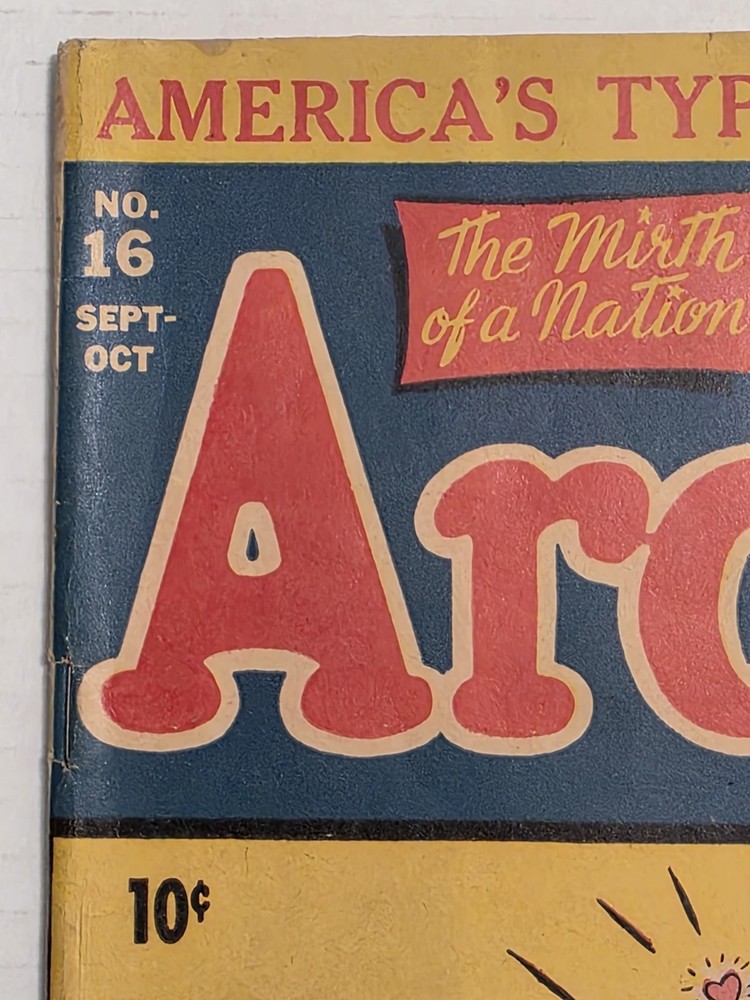 AMERICA'S TYP
NO.
16
SEPT-
OCT
The Mirth
of a Nation
Arc
10¢